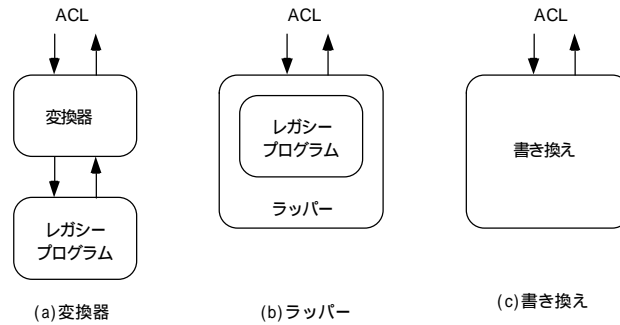 ACL
変換器
レガシー
プログラム
(a)変換器
ACL
レガシー
プログラム
ラッパー
(b)ラッパー
ACL
書き換え
(c)書き換え